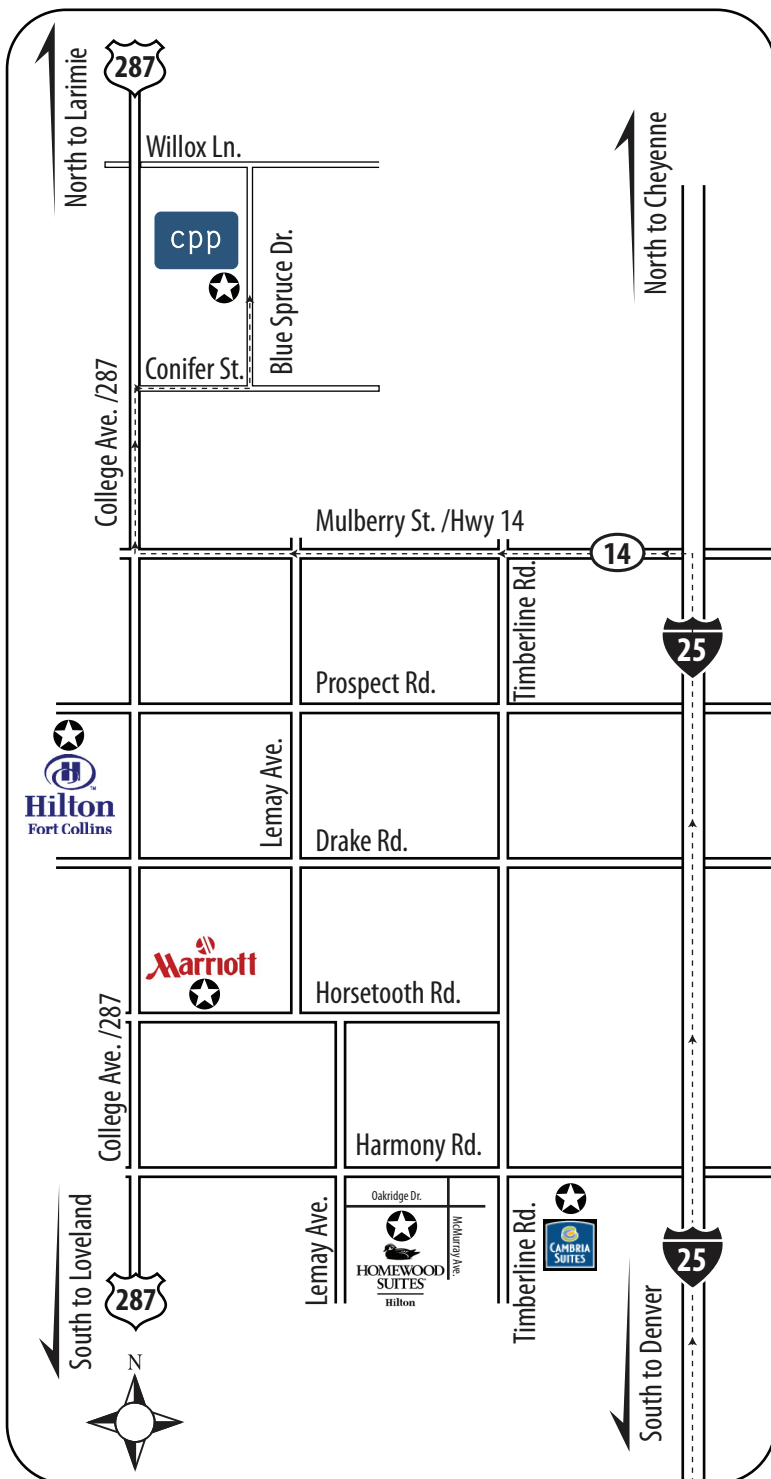 North to Larimie
287
Willox Ln.
North to Cheyenne
cpp
Blue Spruce Dr.
Conifer St.
College Ave. /287
Mulberry St. /Hwy 14
14
Timberline Rd.
25
Prospect Rd.
Lemay Ave.
H
Hilton
™
Fort Collins
Drake Rd.
Marriott
Horsetooth Rd.
College Ave. /287
Harmony Rd.
Oakridge Dr.
McMurray Ave.
Lemay Ave.
HOMEWOOD
SUITES
Hilton
Timberline Rd.
CAMBRIA
SUITES
25
South to Loveland
287
South to Denver
N